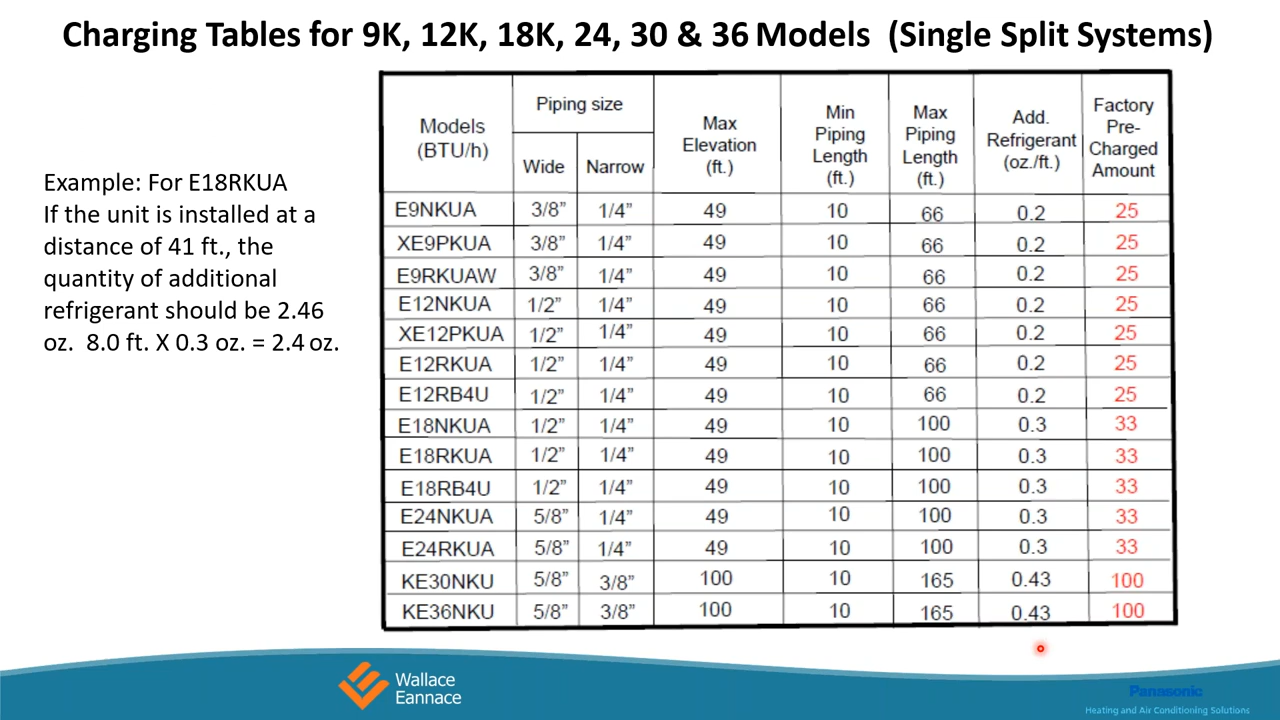 Charging Tables for 9K, 12K, 18K, 24, 30 & 36 Models (Single Split Systems)
Example: For E18RKUA
If the unit is installed at a
distance of 41 ft., the
quantity of additional
refrigerant should be 2.46
oz. 8.0 ft. X 0.3 oz. = 2.4 oz.
Models
(BTU/h)
Piping size
Wide Narrow
Max
Elevation
(ft.)
Min
Piping
Length
(ft.)
Max
Piping
Length
(ft.)
Add.
Refrigerant
(oz./ft.)
Factory
Pre-
Charged
Amount
E9NKUA 3/8” 1/4” 49 10 66 0.2 25
XE9PKUA 3/8” 1/4” 49 10 66 0.2 25
E9RKUAW 3/8” 1/4” 49 10 66 0.2 25
E12NKUA 1/2” 1/4” 49 10 66 0.2 25
XE12PKUA 1/2” 1/4” 49 10 66 0.2 25
E12RKUA 1/2” 1/4” 49 10 66 0.2 25
E12RB4U 1/2” 1/4” 49 10 66 0.2 25
E18NKUA 1/2” 1/4” 49 10 100 0.3 33
E18RKUA 1/2” 1/4” 49 10 100 0.3 33
E18RB4U 1/2” 1/4” 49 10 100 0.3 33
E24NKUA 5/8” 1/4” 49 10 100 0.3 33
E24RKUA 5/8” 1/4” 49 10 100 0.3 33
KE30NKU 5/8” 3/8” 100 10 165 0.43 100
KE36NKU 5/8” 3/8” 100 10 165 0.43 100
Wallace
Eannace
Panasonic
Heating and Air Conditioning Solutions